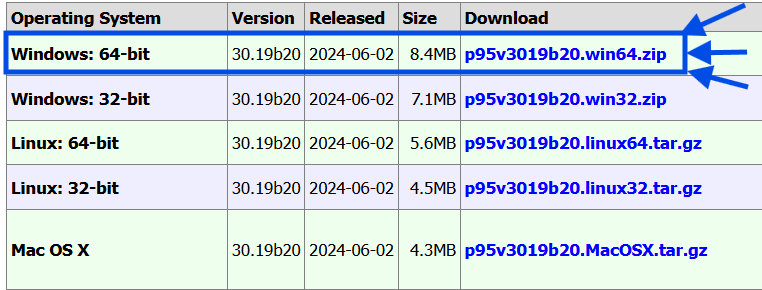 Operating System Version Released Size Download
Windows: 64-bit 30.19b20 2024-06-02 8.4MB p95v3019b20.win64.zip
Windows: 32-bit 30.19b20 2024-06-02 7.1MB p95v3019b20.win32.zip
Linux: 64-bit 30.19b20 2024-06-02 5.6MB p95v3019b20.linux64.tar.gz
Linux: 32-bit 30.19b20 2024-06-02 4.5MB p95v3019b20.linux32.tar.gz
Mac OS X 30.19b20 2024-06-02 4.3MB p95v3019b20.MacOSX.tar.gz